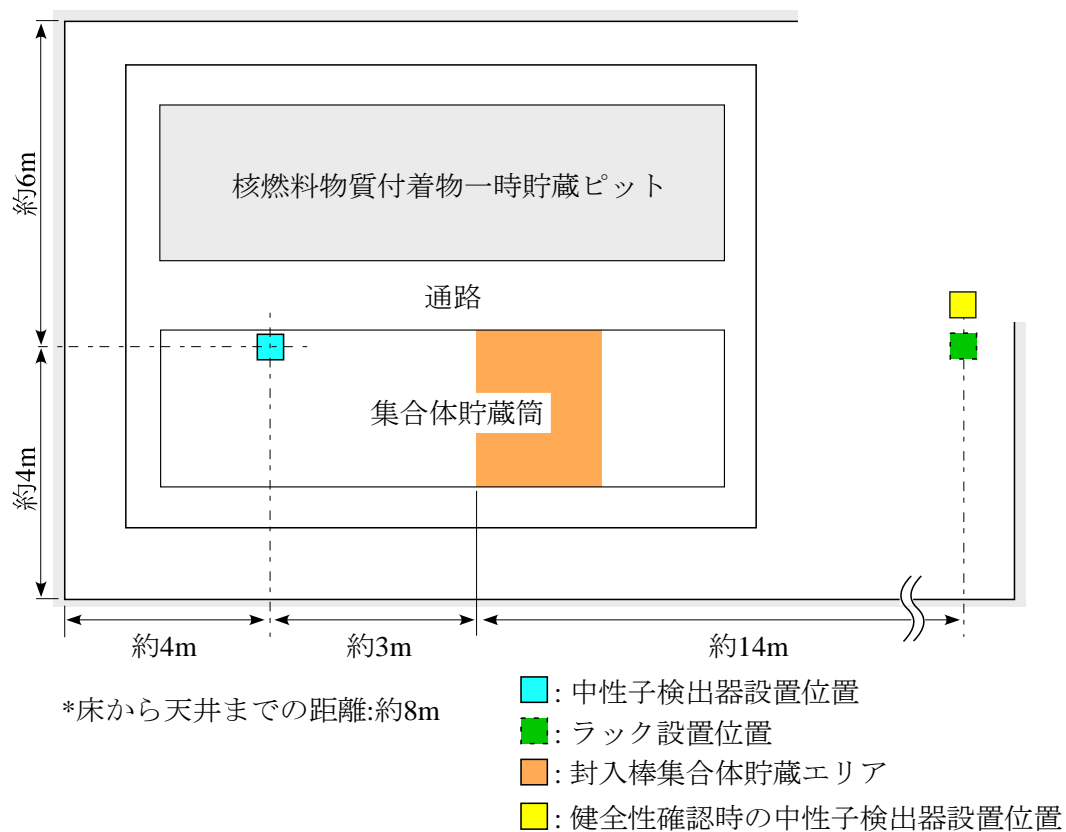 約6m
核燃料物質付着物一時貯蔵ピット
通路
集合体貯蔵筒
約4m
約4m
約3m
約14m
*床から天井までの距離:約8m
: 中性子検出器設置位置
: ラック設置位置
: 封入棒集合体貯蔵エリア
: 健全性確認時の中性子検出器設置位置